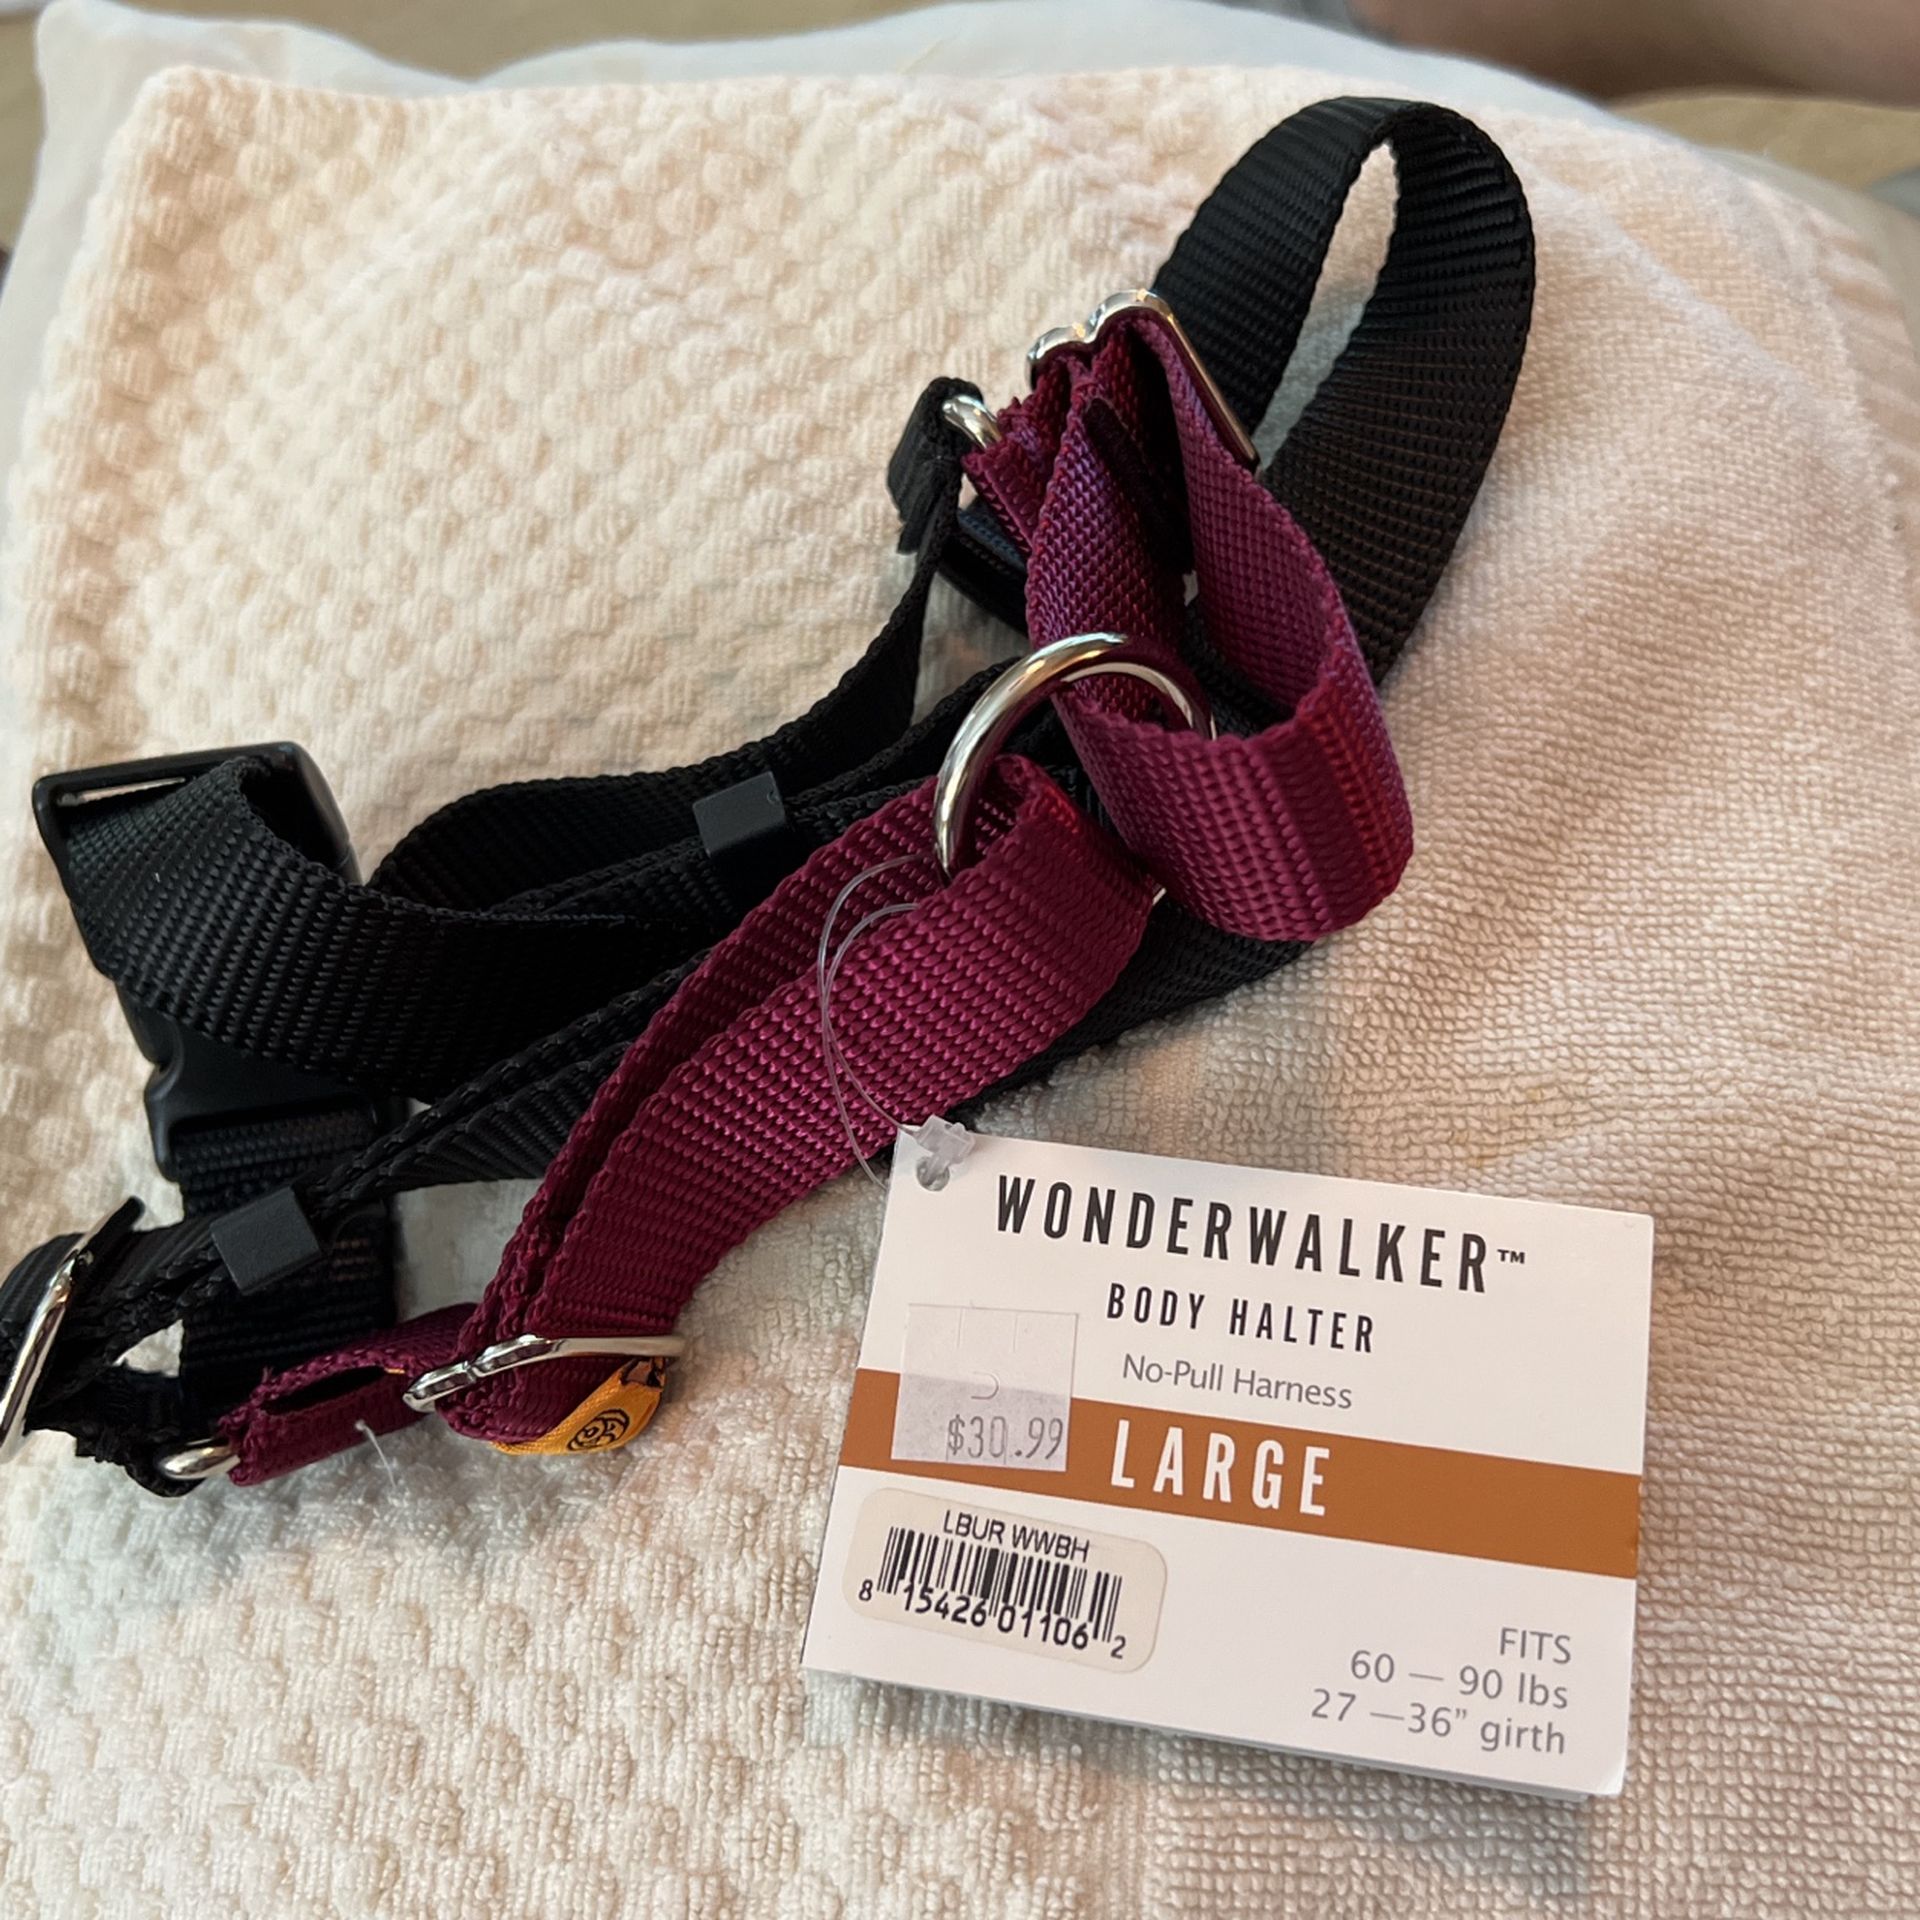 WONDERWALKER™
BODY HALTER
No-Pull Harness
$30.99
LARGE
LBUR WWBH
8 15426 01106 2
FITS
60 — 90 lbs
27 —36” girth